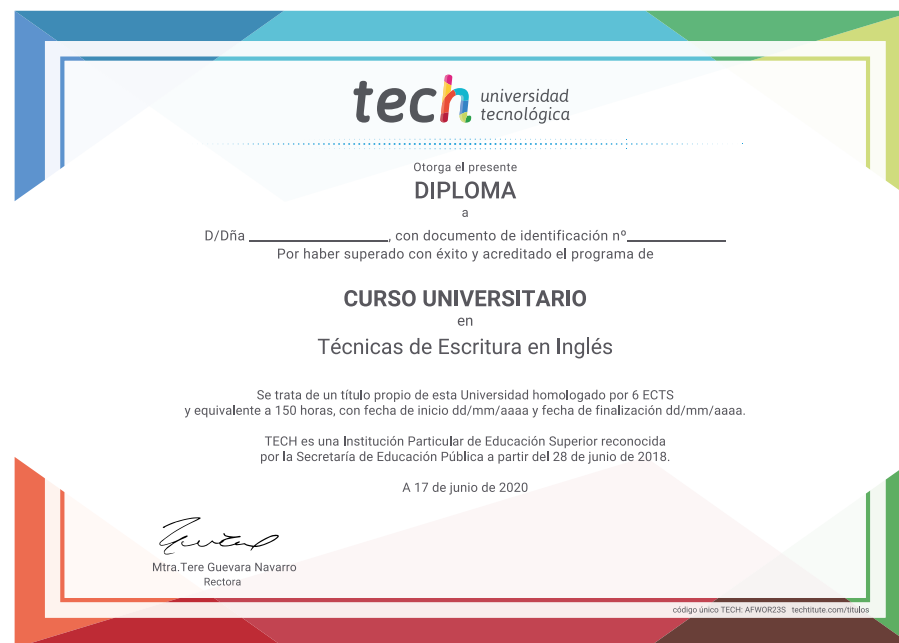 tech universidad
tecnológica
Otorga el presente
DIPLOMA
a
D/Dña ____________________, con documento de identificación nº______________
Por haber superado con éxito y acreditado el programa de
CURSO UNIVERSITARIO
en
Técnicas de Escritura en Inglés
Se trata de un título propio de esta Universidad homologado por 6 ECTS
y equivalente a 150 horas, con fecha de inicio dd/mm/aaaa y fecha de finalización dd/mm/aaaa.
TECH es una Institución Particular de Educación Superior reconocida
por la Secretaría de Educación Pública a partir del 28 de junio de 2018.
A 17 de junio de 2020
Mtra.Tere Guevara Navarro
Rectora
código único TECH: AFWOR23S techtitute.com/titulos